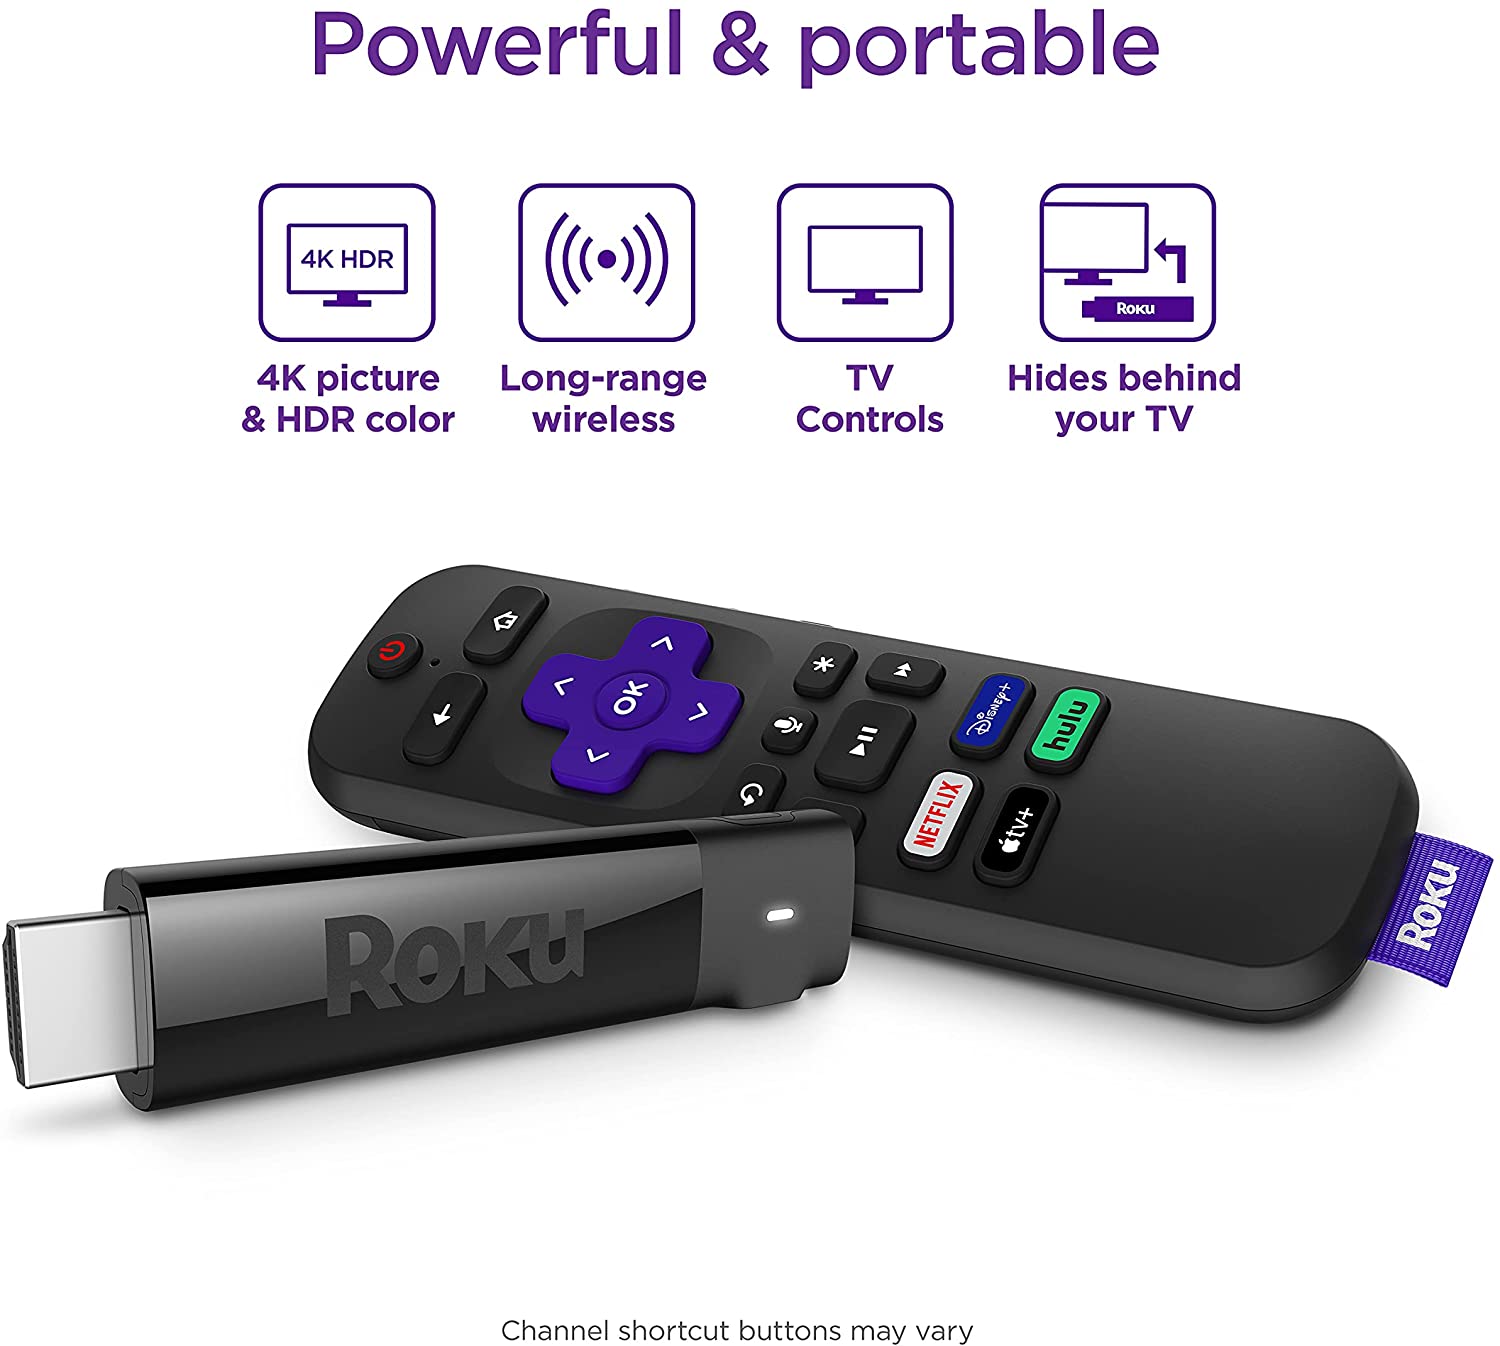 Powerful & portable
4K HDR
Roku
4K picture
& HDR color
Long-range
wireless
TV
Controls
Hides behind
your TV
OK
Disney+
hulu
NETFLIX
tv+
Roku
Roku
Channel shortcut buttons may vary